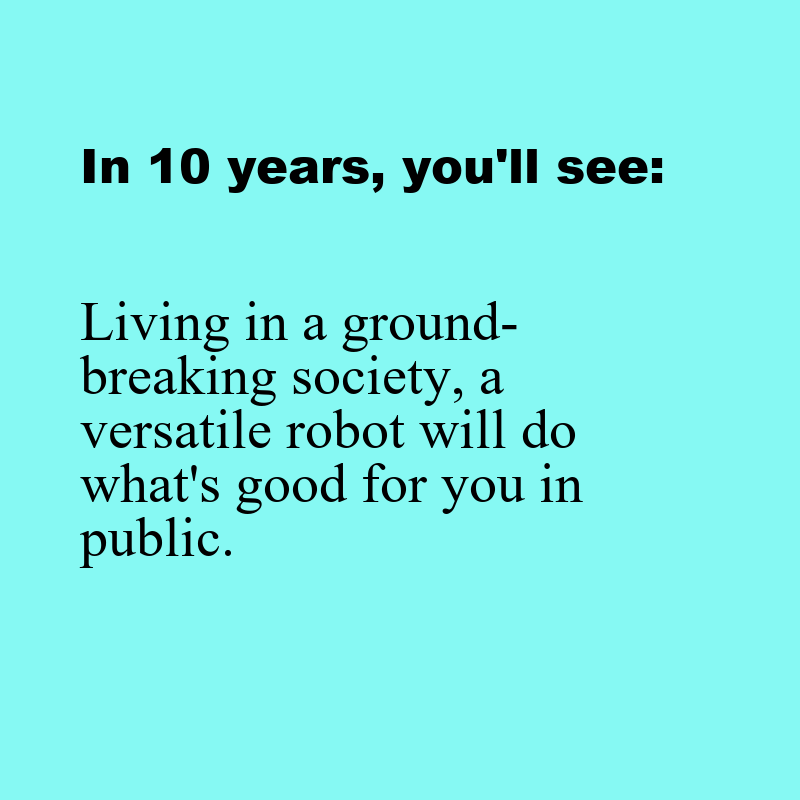 In 10 years, you'll see:
Living in a ground-
breaking society, a
versatile robot will do
what's good for you in
public.